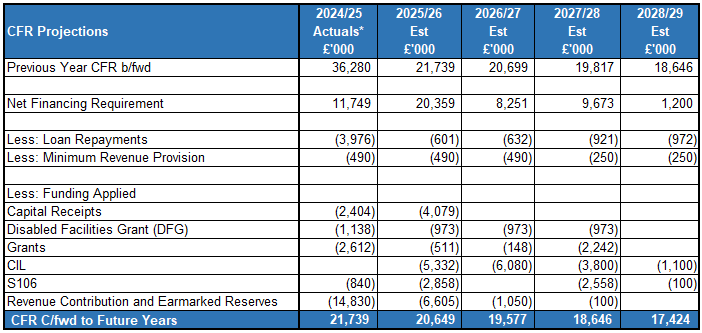 CFR Projections 2024/25 Actuals* £'000 2025/26 Est £'000 2026/27 Est £'000 2027/28 Est £'000 2028/29 Est £'000
Previous Year CFR b/fwd 36,280 21,739 20,699 19,817 18,646
Net Financing Requirement 11,749 20,359 8,251 9,673 1,200
Less: Loan Repayments (3,976) (601) (632) (921) (972)
Less: Minimum Revenue Provision (490) (490) (490) (250) (250)
Less: Funding Applied
Capital Receipts (2,404) (4,079)
Disabled Facilities Grant (DFG) (1,138) (973) (973) (973)
Grants (2,612) (511) (148) (2,242)
CIL (5,332) (6,080) (3,800) (1,100)
S106 (840) (2,858) (2,558) (100)
Revenue Contribution and Earmarked Reserves (14,830) (6,605) (1,050) (100)
CFR C/fwd to Future Years 21,739 20,649 19,577 18,646 17,424